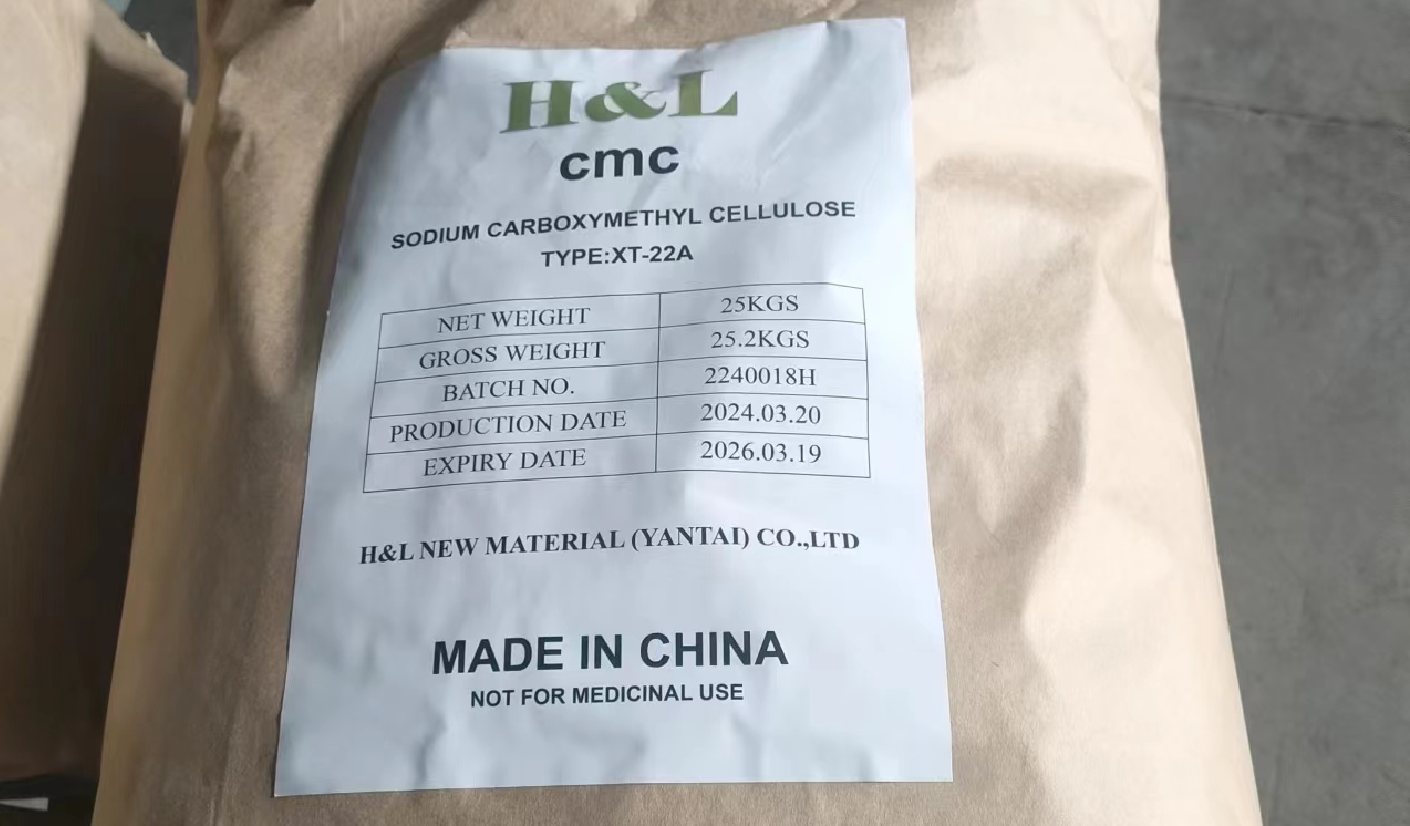 H&L
cmc
SODIUM CARBOXYMETHYL CELLULOSE
TYPE:XT-22A
NET WEIGHT 25KGS
GROSS WEIGHT 25.2KGS
BATCH NO. 2240018H
PRODUCTION DATE 2024.03.20
EXPIRY DATE 2026.03.19
H&L NEW MATERIAL (YANTAI) CO.,LTD
MADE IN CHINA
NOT FOR MEDICINAL USE